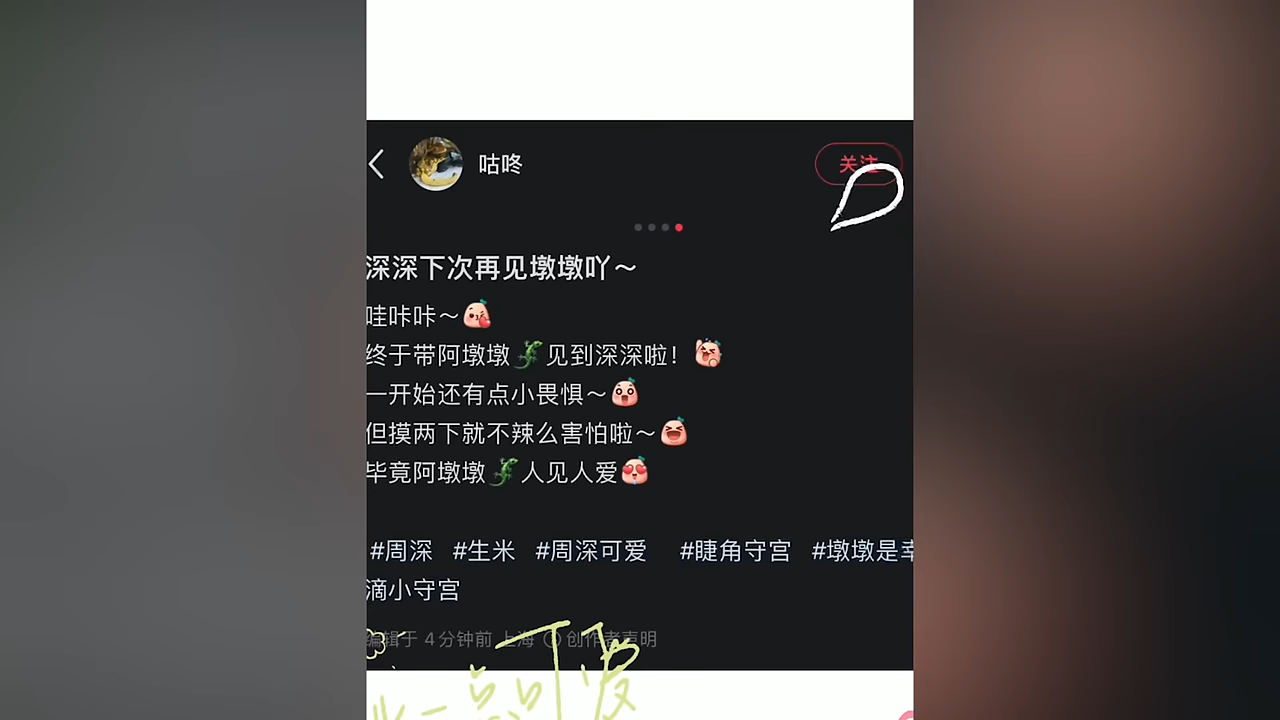 咕咚
关注
深深下次再见墩墩吖～
哇咔咔～
终于带阿墩墩🦎见到深深啦！
一开始还有点小畏惧～
但摸两下就不辣么害怕啦～
毕竟阿墩墩🦎人见人爱
#周深 #生米 #周深可爱 #睫角守宫 #墩墩是幸
滴小守宫
编辑于 4分钟前 上海 创作者声明
一点可爱